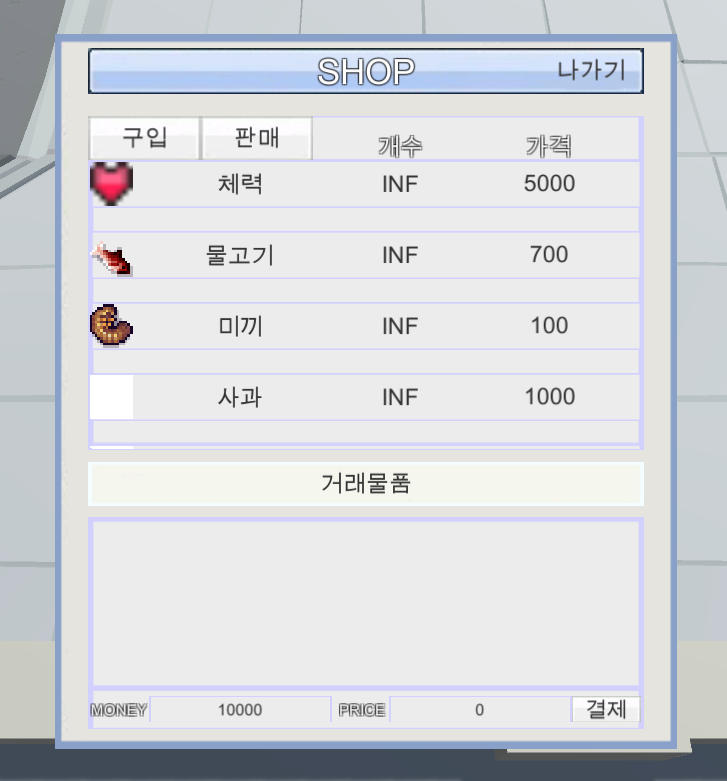 SHOP 나가기
구입 판매 개수 가격
체력 INF 5000
물고기 INF 700
미끼 INF 100
사과 INF 1000
거래물품
MONEY 10000 PRICE 0 결제